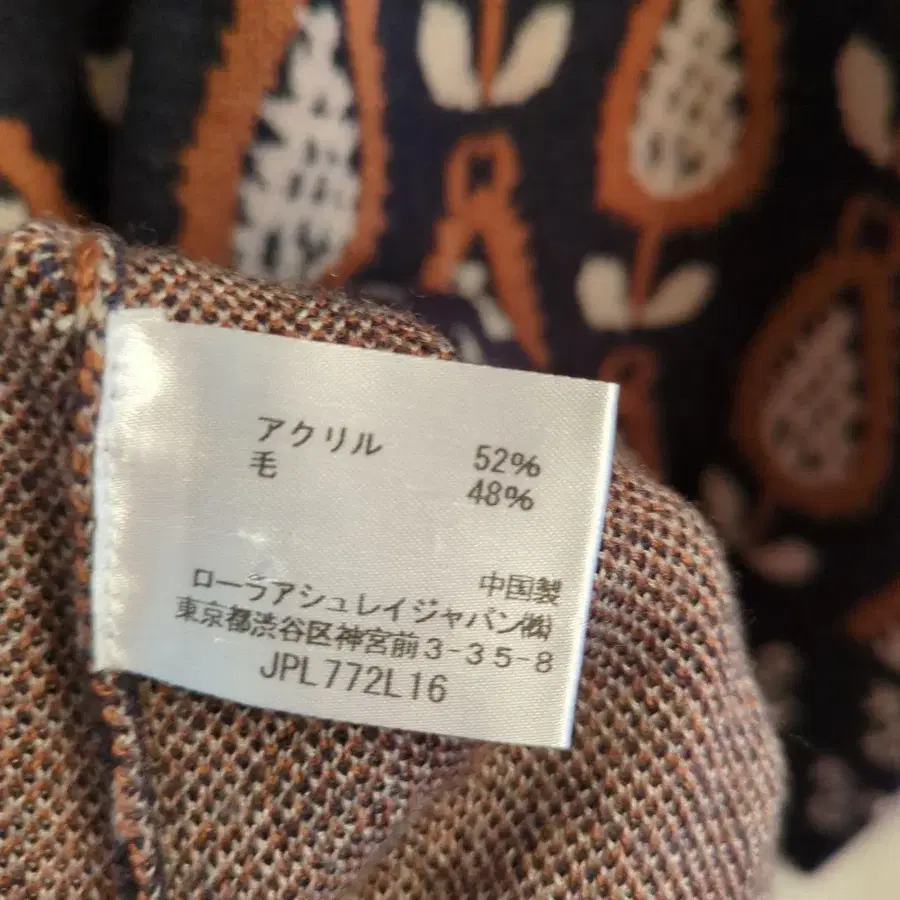 アクリル 52%
毛 48%
中国製
ローラアシュレイジャパン㈱
東京都渋谷区神宮前3-35-8
JPL772L16